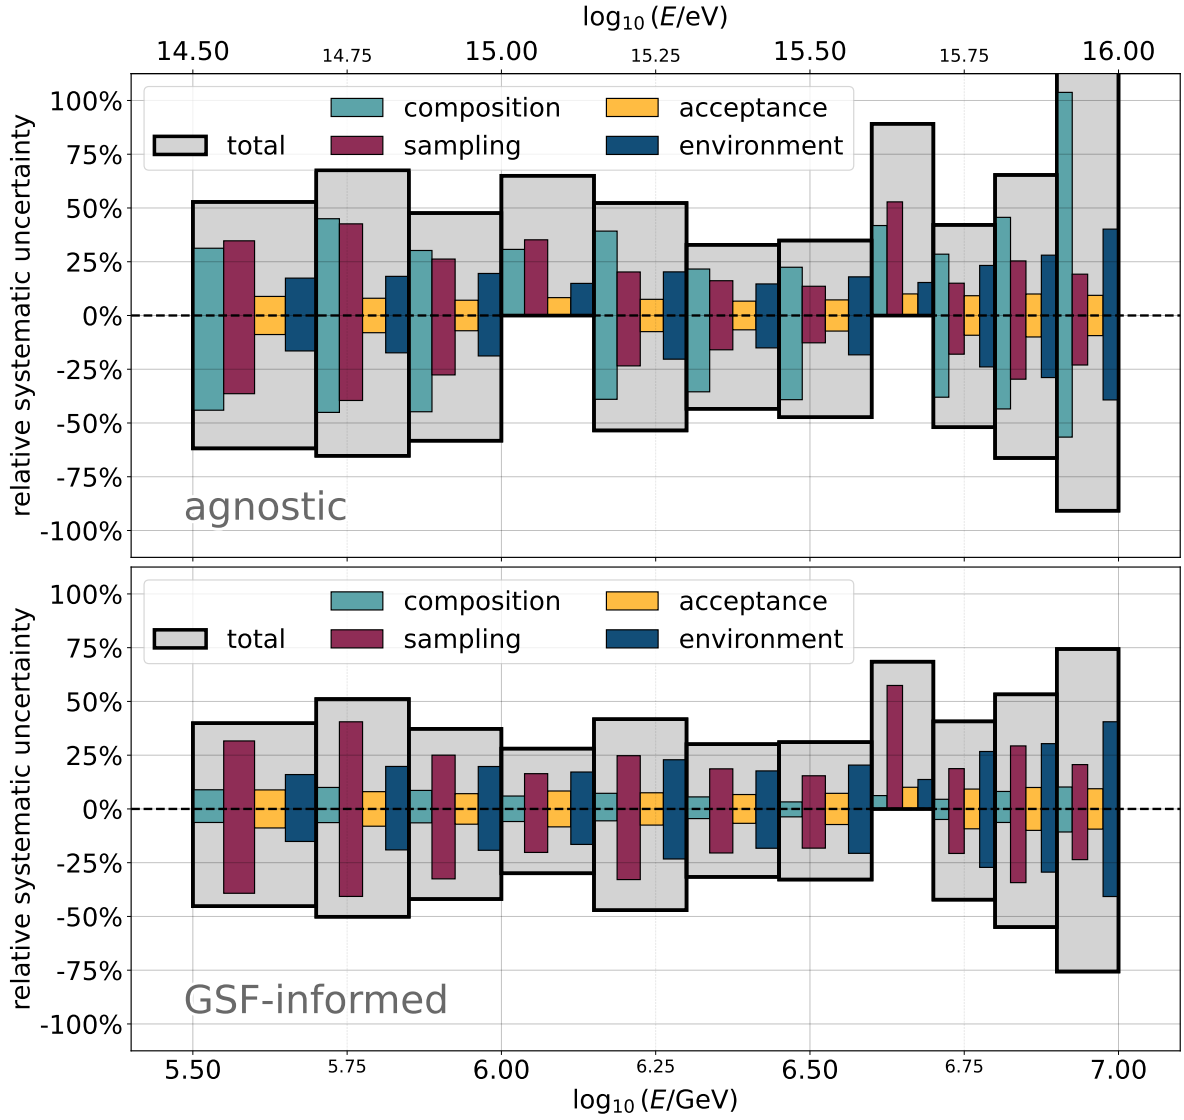 log₁₀ (E/eV)
14.50 14.75 15.00 15.25 15.50 15.75 16.00
relative systematic uncertainty
100%
75%
50%
25%
0%
-25%
-50%
-75%
-100%
total composition acceptance
sampling environment
agnostic
relative systematic uncertainty
100%
75%
50%
25%
0%
-25%
-50%
-75%
-100%
total composition acceptance
sampling environment
GSF-informed
5.50 5.75 6.00 6.25 6.50 6.75 7.00
log₁₀ (E/GeV)